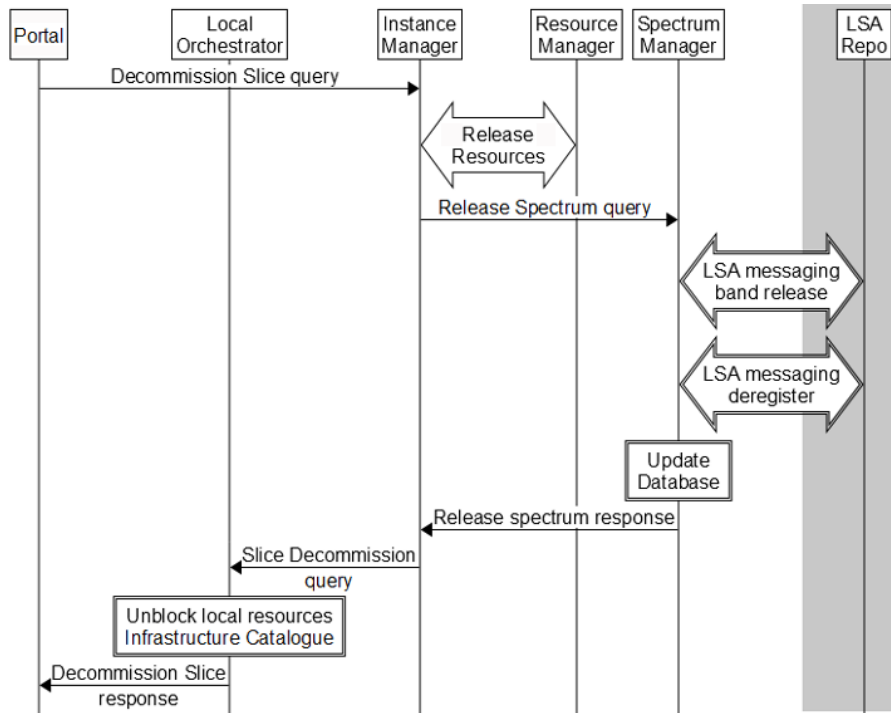 Portal
Local
Orchestrator
Instance
Manager
Resource
Manager
Spectrum
Manager
LSA
Repo
Decommission Slice query
Release
Resources
Release Spectrum query
LSA messaging
band release
LSA messaging
deregister
Update
Database
Release spectrum response
Slice Decommission
query
Unblock local resources
Infrastructure Catalogue
Decommission Slice
response